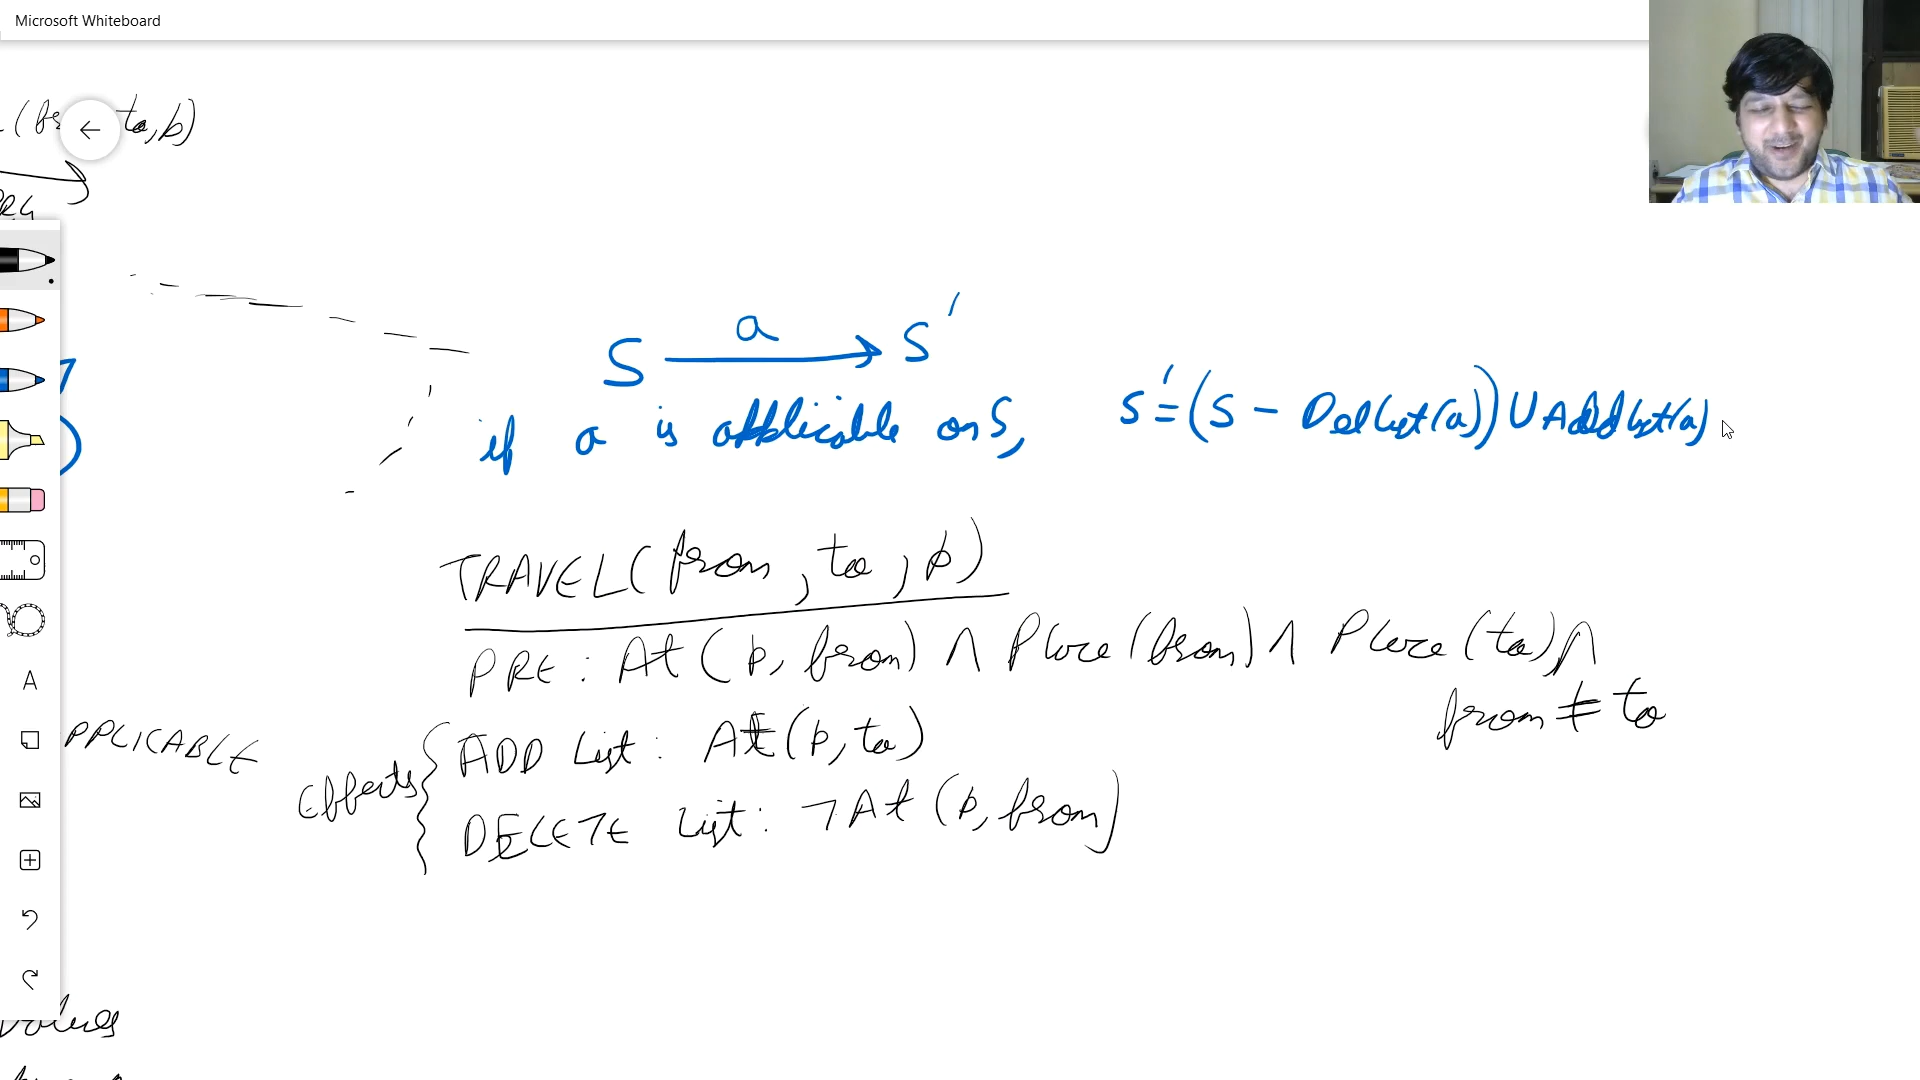 Microsoft Whiteboard
to, p)
S a → S'
if a is applicable on S,
S' = (S - DelList(a)) ∪ AddList(a)
TRAVEL(from, to, p)
PRE: At(p, from) ∧ Place(from) ∧ Place(to) ∧
from ≠ to
PPLICABLE
Effects { ADD List: At(p, to)
DELETE List: ¬At(p, from)
A
values